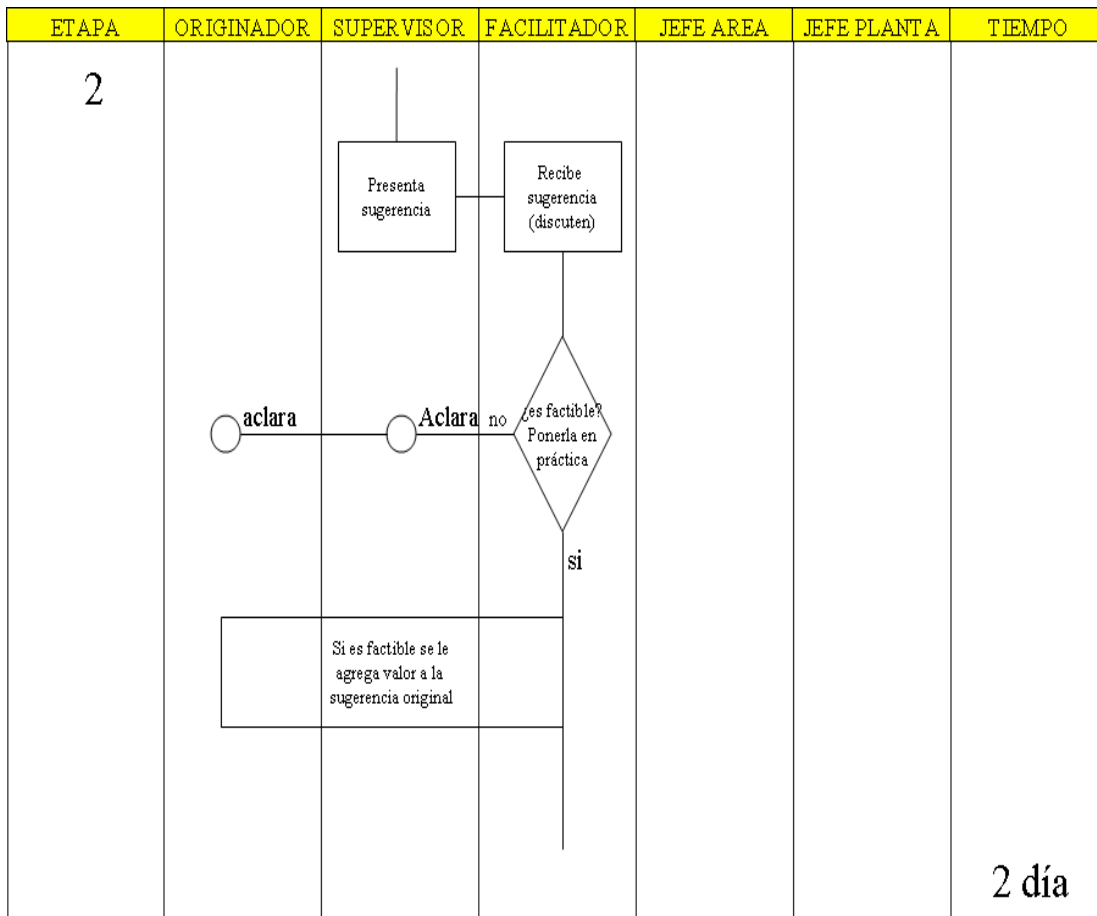 ETAPA ORIGINADOR SUPERVISOR FACILITADOR JEFE AREA JEFE PLANTA TIEMPO
2
Presenta
sugerencia
Recibe
sugerencia
(discuten)
aclara
Aclara
no
¿es factible?
Ponerla en
práctica
si
Si es factible se le
agrega valor a la
sugerencia original
2 día